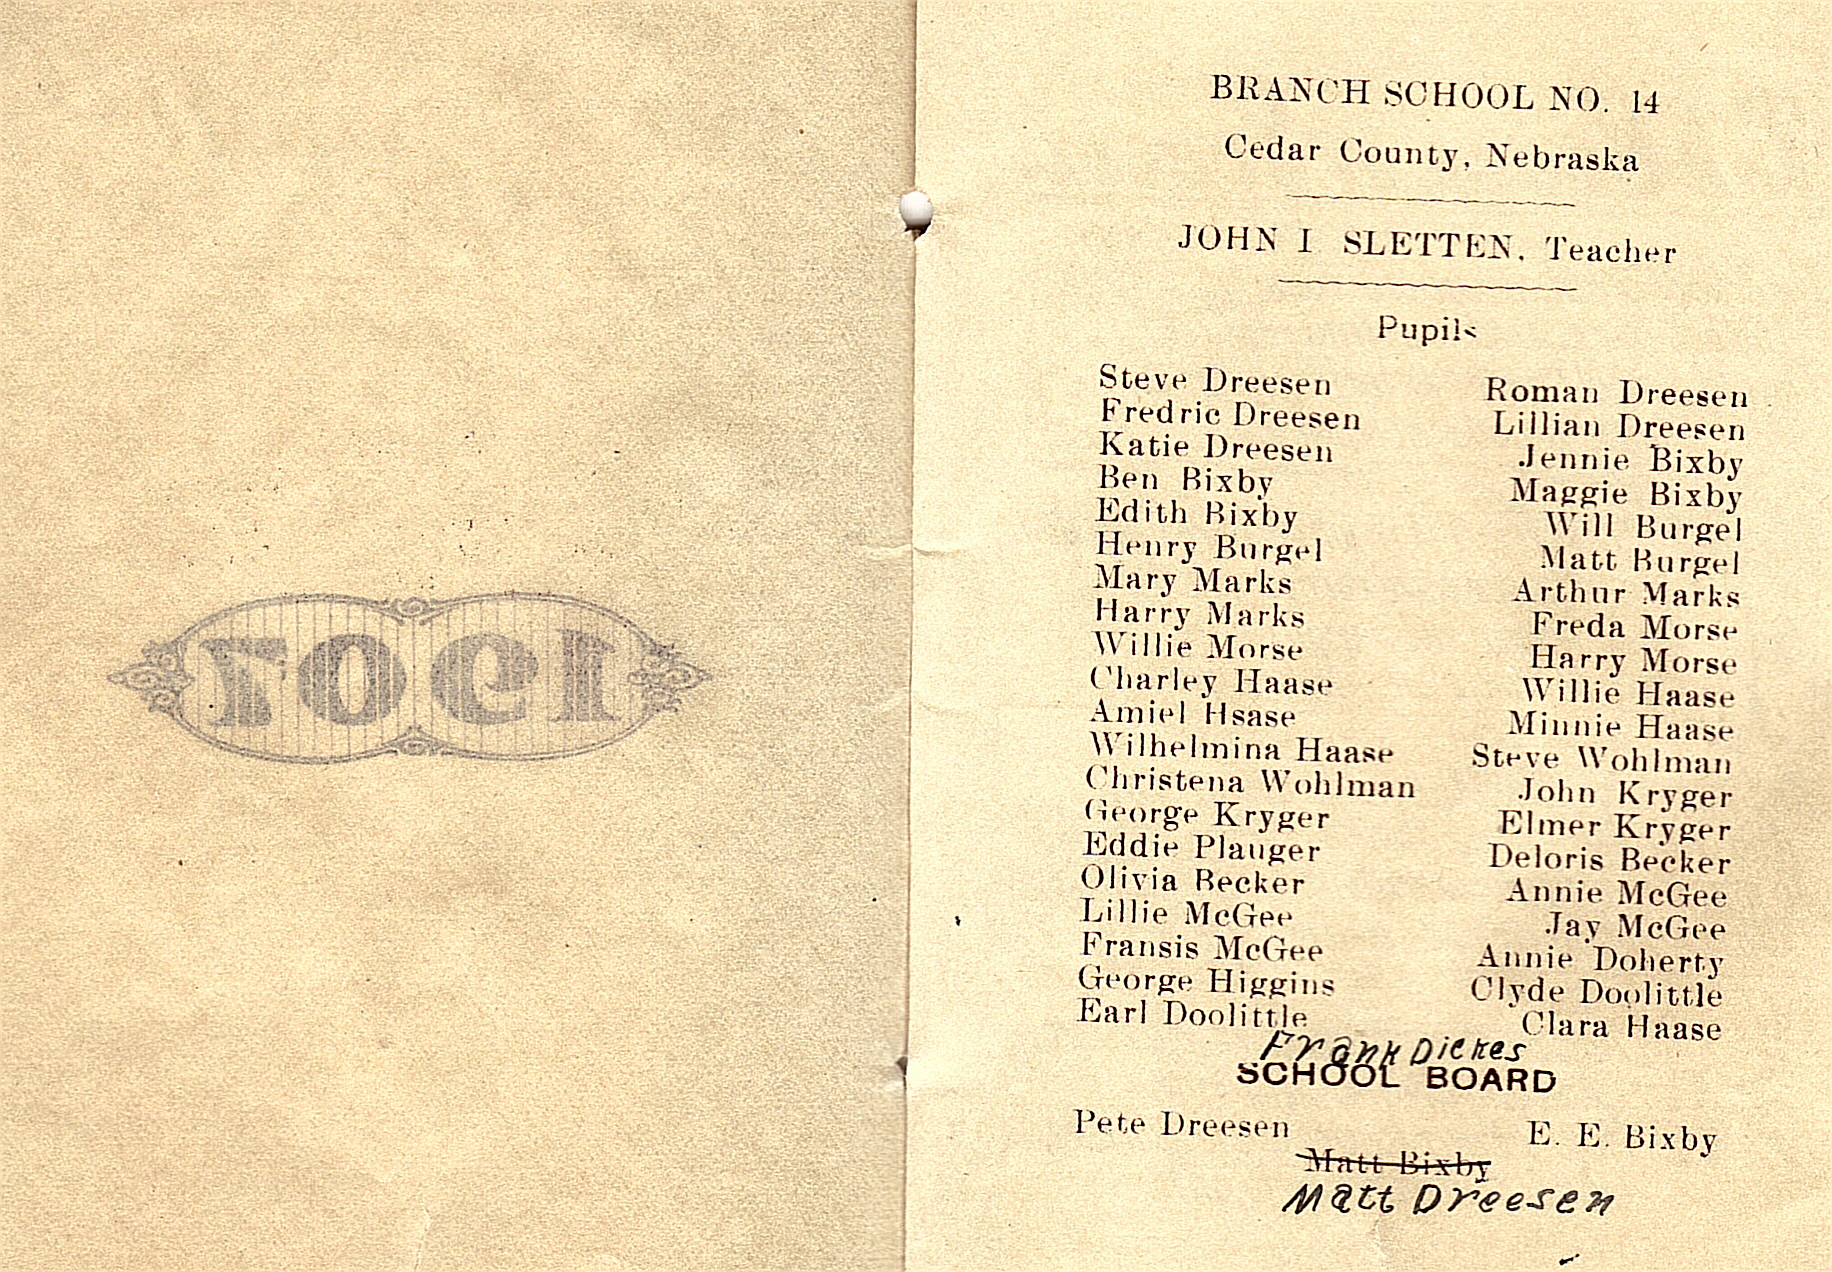 1907
BRANCH SCHOOL NO. 14
Cedar County, Nebraska
JOHN I SLETTEN, Teacher
Pupils
Steve Dreesen Roman Dreesen
Fredric Dreesen Lillian Dreesen
Katie Dreesen Jennie Bixby
Ben Bixby Maggie Bixby
Edith Bixby Will Burgel
Henry Burgel Matt Burgel
Mary Marks Arthur Marks
Harry Marks Freda Morse
Willie Morse Harry Morse
Charley Haase Willie Haase
Amiel Hsase Minnie Haase
Wilhelmina Haase Steve Wohlman
Christena Wohlman John Kryger
George Kryger Elmer Kryger
Eddie Plauger Deloris Becker
Olivia Becker Annie McGee
Lillie McGee Jay McGee
Fransis McGee Annie Doherty
George Higgins Clyde Doolittle
Earl Doolittle Clara Haase
Frank Dickes
SCHOOL BOARD
Pete Dreesen E. E. Bixby
Matt Bixby
Matt Dreesen